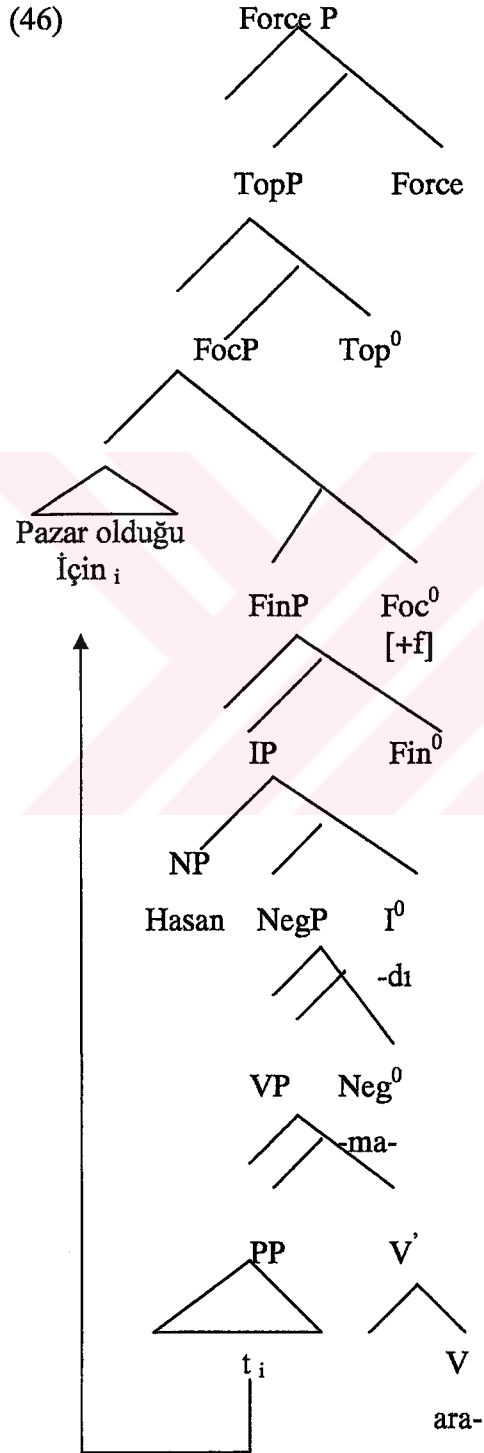 (46) Force P
TopP Force
FocP Top⁰
Pazar olduğu
İçin i
FinP Foc⁰
[+f]
IP Fin⁰
NP
Hasan NegP I⁰
-dı
VP Neg⁰
-ma-
PP V'
t i V
ara-